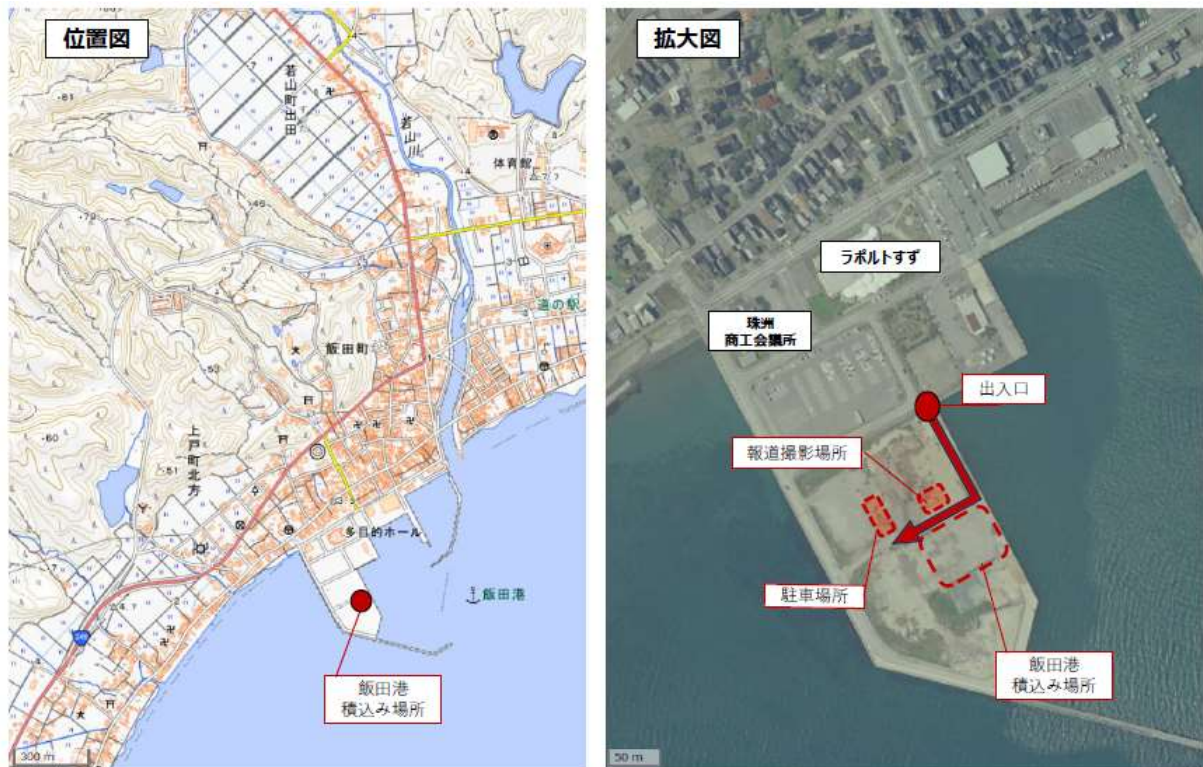 位置図
若山町出田
若山川
体育館
道の駅
飯田町
上戸町北方
多目的ホール
飯田港
飯田港
積込み場所
249
300 m
拡大図
ラポルトすず
珠洲
商工会議所
出入口
報道撮影場所
駐車場所
飯田港
積込み場所
50 m